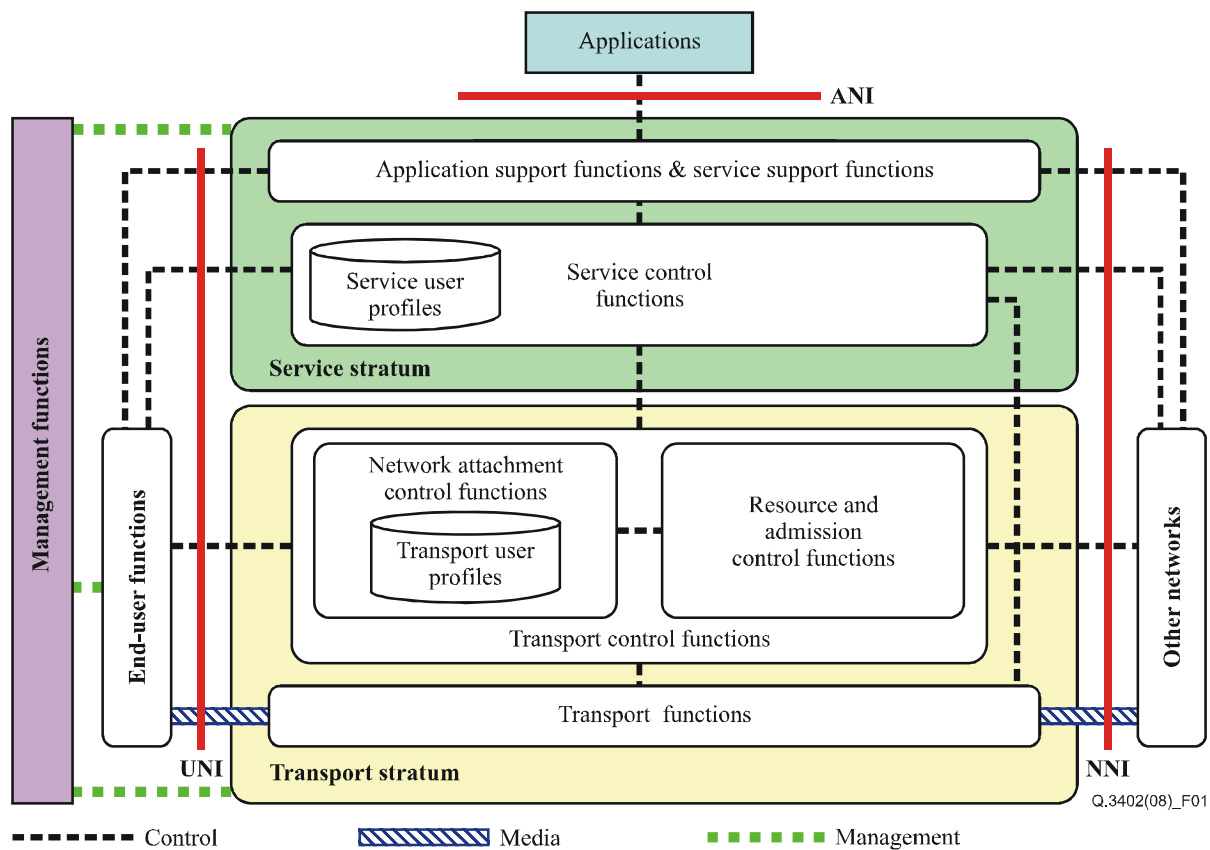 Applications
ANI
Application support functions & service support functions
Service user
profiles
Service control
functions
Service stratum
Management functions
End-user functions
Network attachment
control functions
Transport user
profiles
Resource and
admission
control functions
Transport control functions
Other networks
Transport functions
UNI
Transport stratum
NNI
Q.3402(08)_F01
Control
Media
Management